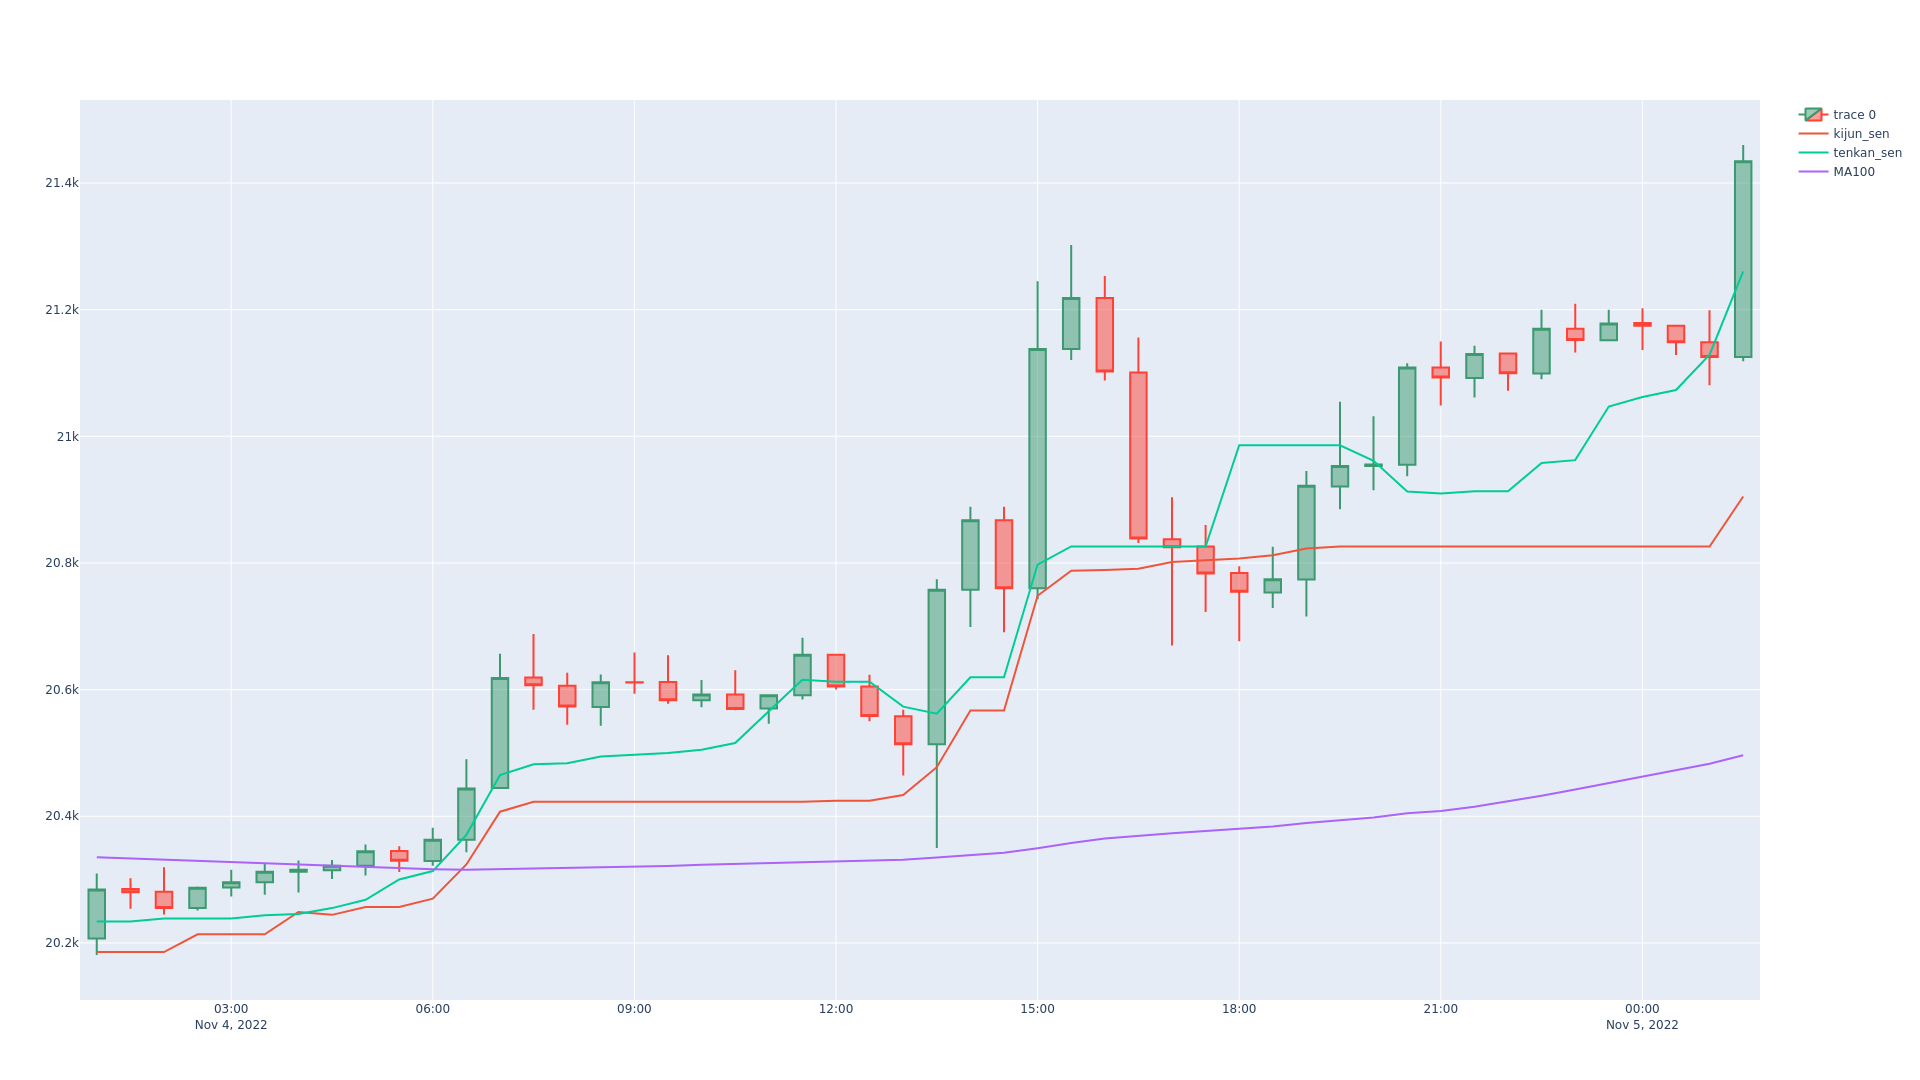 trace 0
kijun_sen
tenkan_sen
MA100
21.4k
21.2k
21k
20.8k
20.6k
20.4k
20.2k
03:00 06:00 09:00 12:00 15:00 18:00 21:00 00:00
Nov 4, 2022 Nov 5, 2022